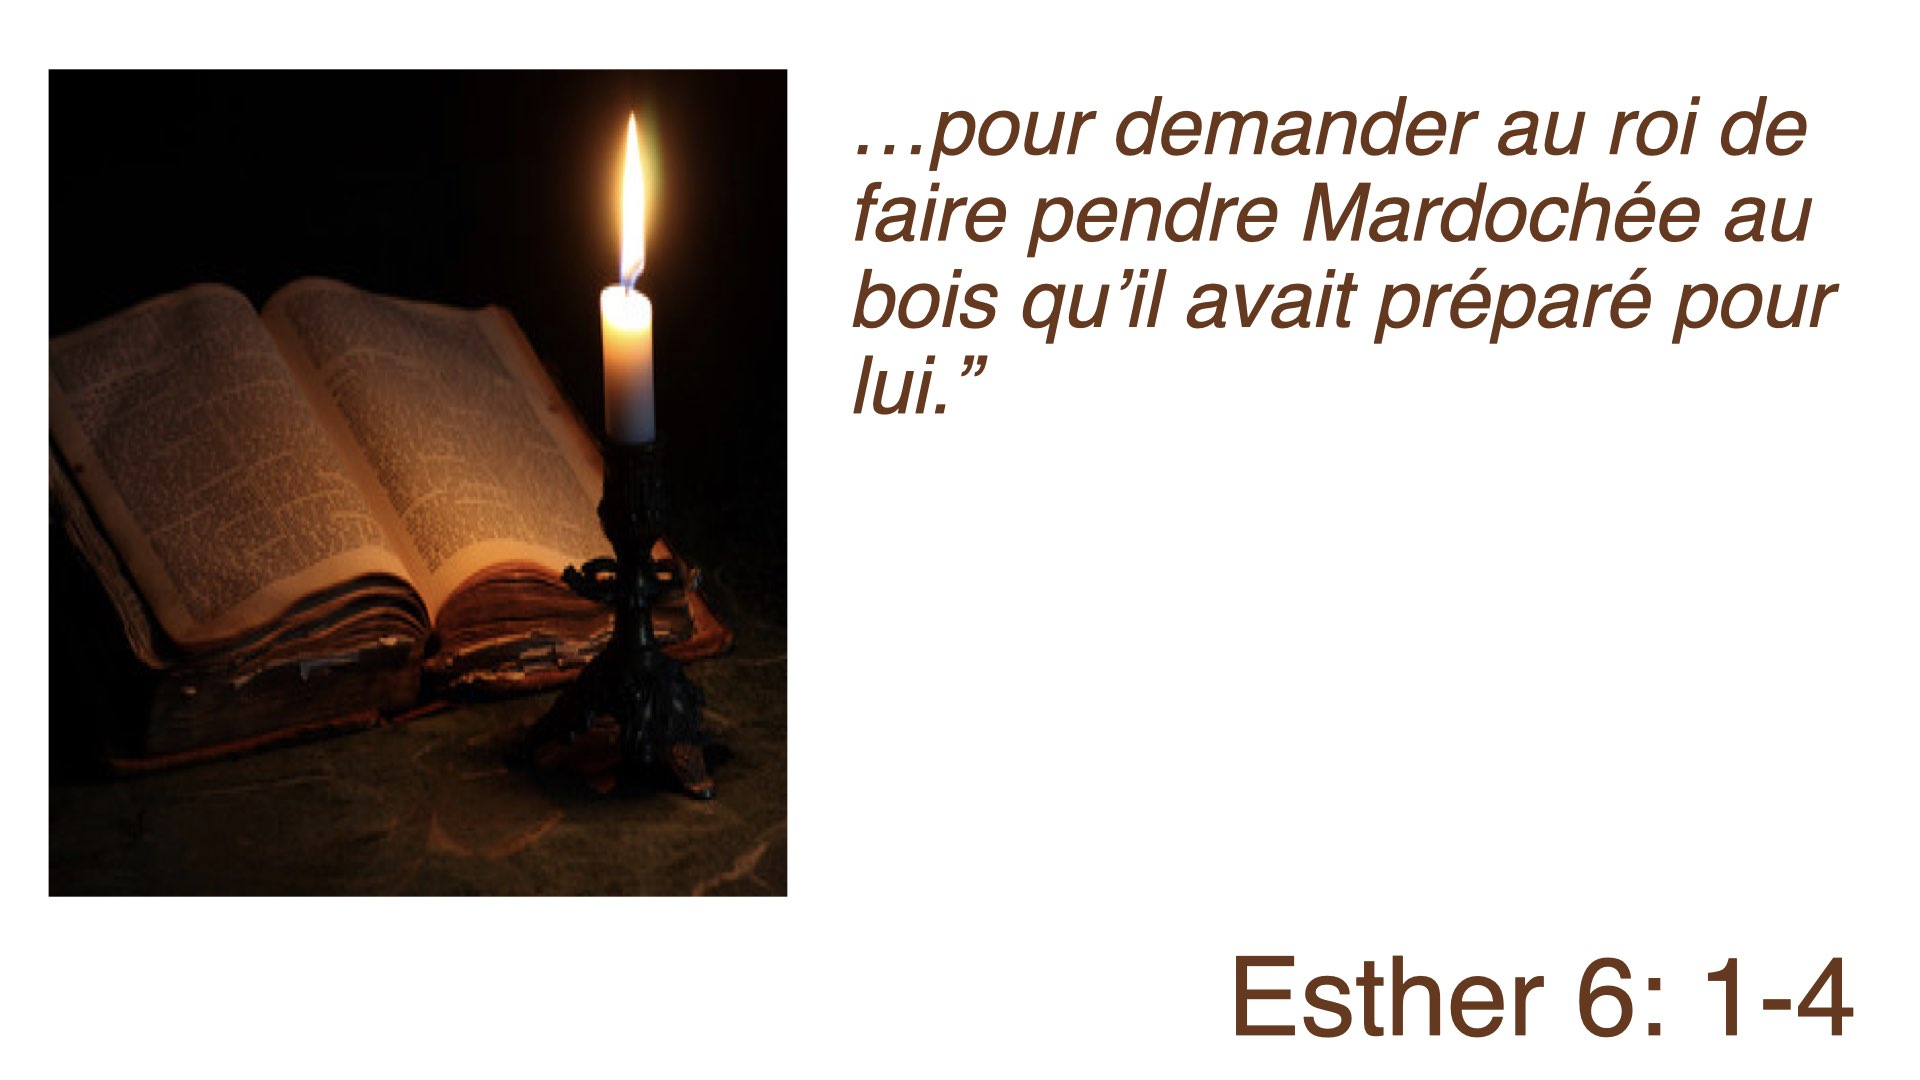 …pour demander au roi de
faire pendre Mardochée au
bois qu’il avait préparé pour
lui.”
Esther 6: 1-4